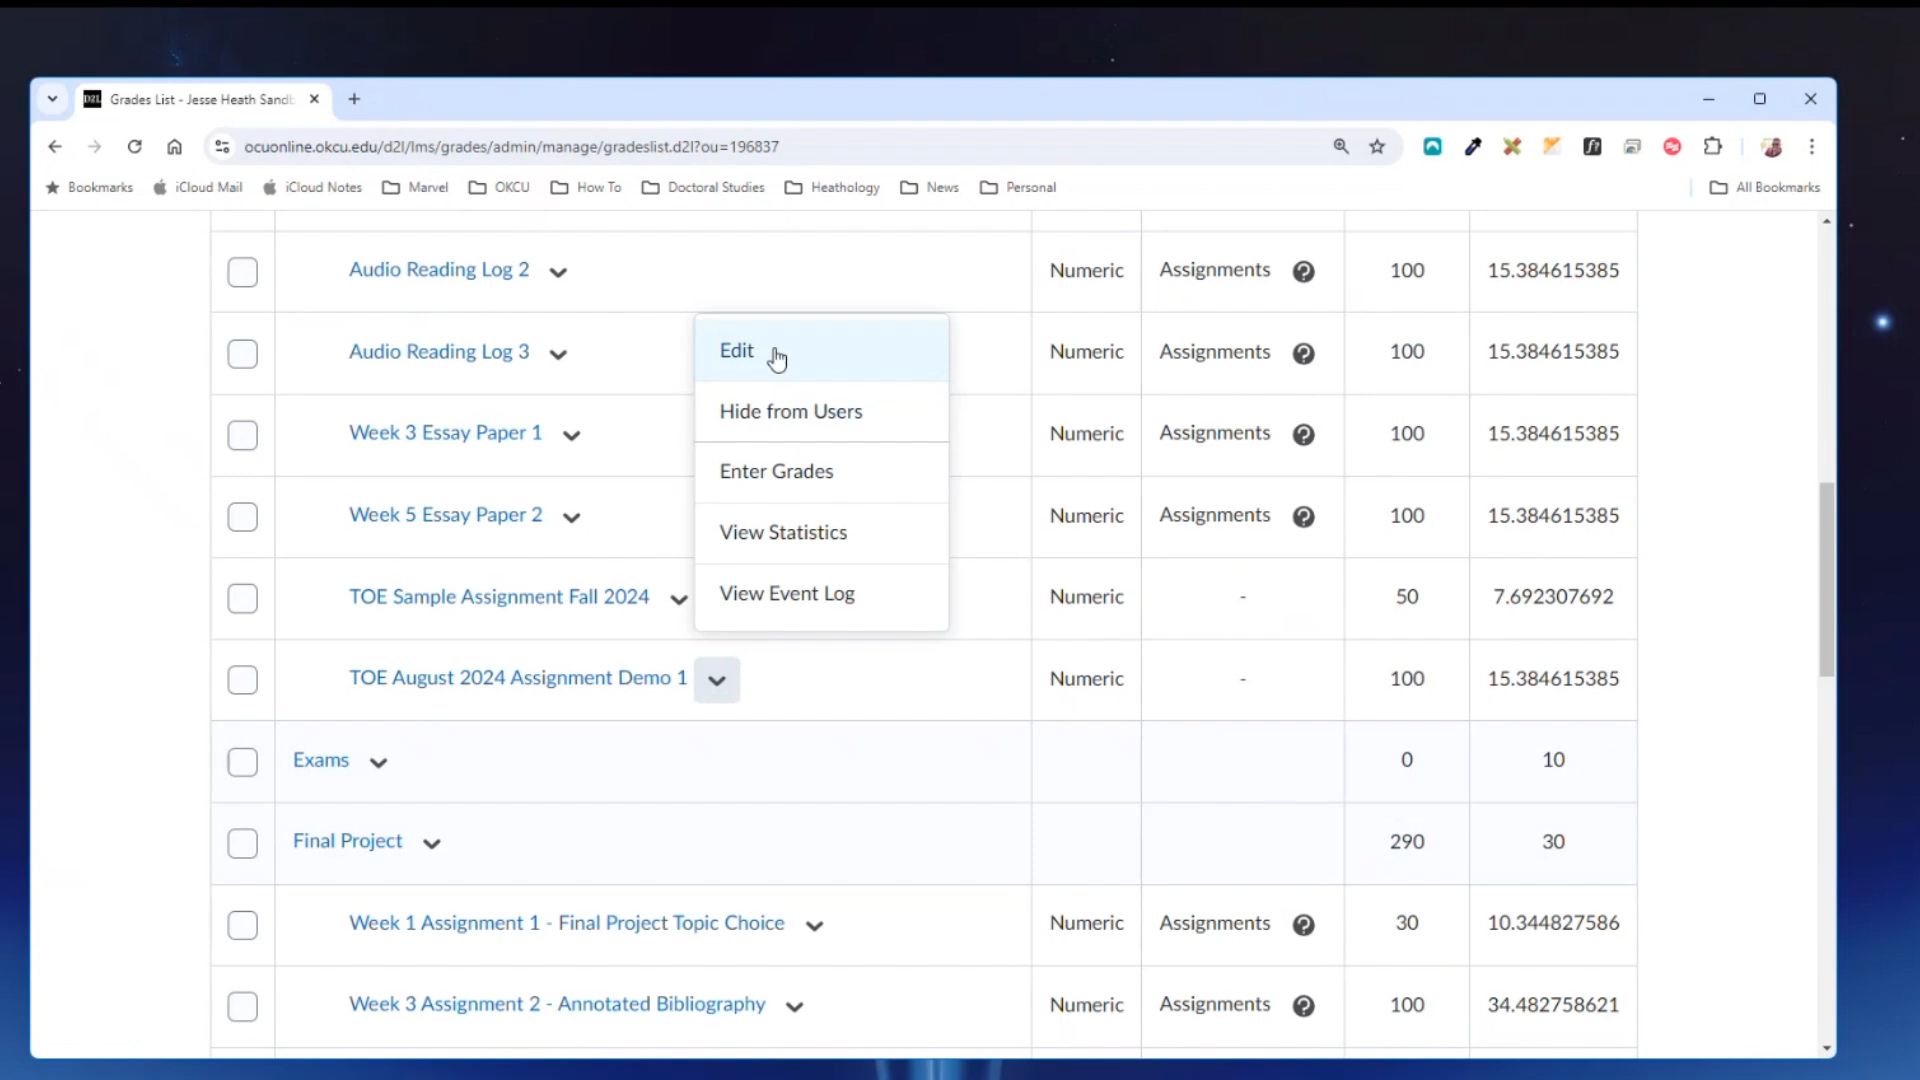 Grades List - Jesse Heath Sandb
ocuonline.okcu.edu/d2l/lms/grades/admin/manage/gradeslist.d2l?ou=196837
Bookmarks iCloud Mail iCloud Notes Marvel OKCU How To Doctoral Studies Heathology News Personal All Bookmarks
Audio Reading Log 2 Numeric Assignments 100 15.384615385
Audio Reading Log 3 Numeric Assignments 100 15.384615385
Week 3 Essay Paper 1 Numeric Assignments 100 15.384615385
Week 5 Essay Paper 2 Numeric Assignments 100 15.384615385
TOE Sample Assignment Fall 2024 Numeric - 50 7.692307692
TOE August 2024 Assignment Demo 1 Numeric - 100 15.384615385
Edit
Hide from Users
Enter Grades
View Statistics
View Event Log
Exams 0 10
Final Project 290 30
Week 1 Assignment 1 - Final Project Topic Choice Numeric Assignments 30 10.344827586
Week 3 Assignment 2 - Annotated Bibliography Numeric Assignments 100 34.482758621